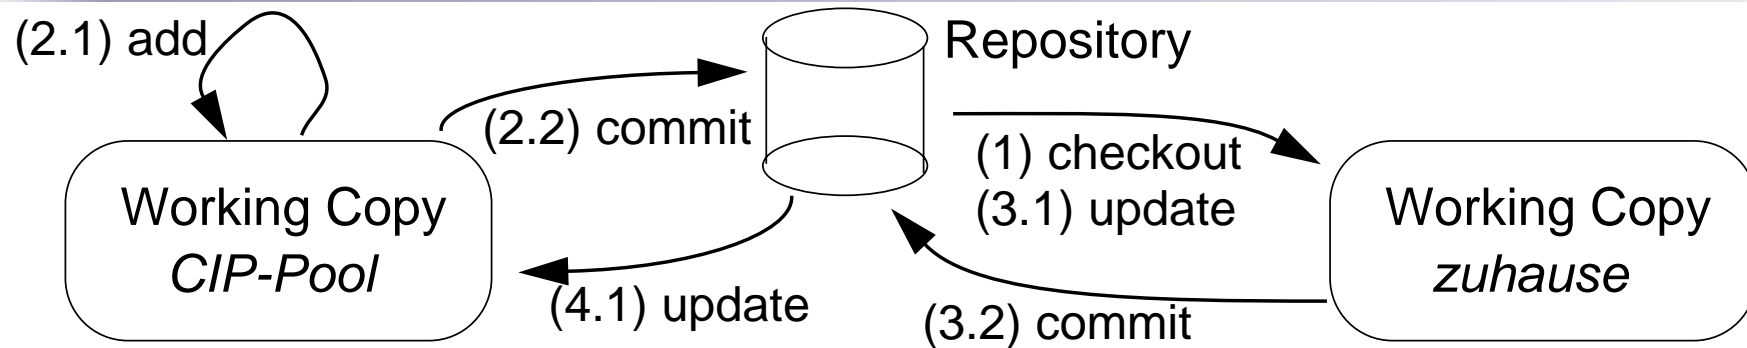 (2.1) add
Repository
(2.2) commit
(1) checkout
(3.1) update
Working Copy
CIP-Pool
Working Copy
zuhause
(4.1) update
(3.2) commit